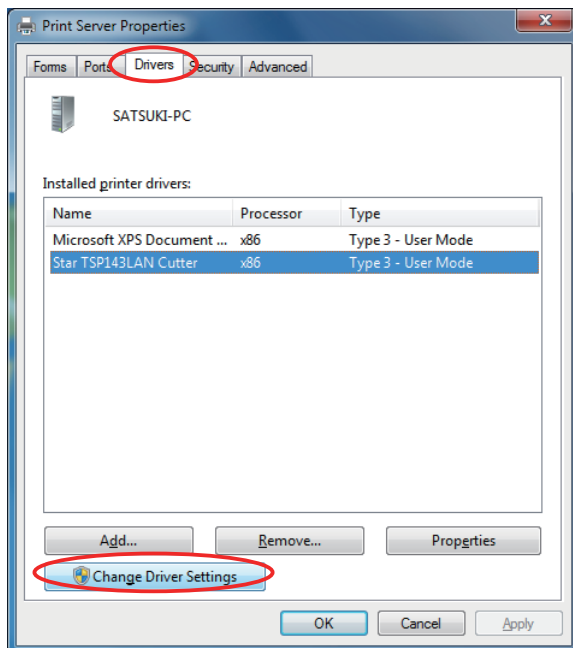 Print Server Properties
Forms Ports Drivers Security Advanced
SATSUKI-PC
Installed printer drivers:
Name Processor Type
Microsoft XPS Document ... x86 Type 3 - User Mode
Star TSP143LAN Cutter x86 Type 3 - User Mode
Add... Remove... Properties
Change Driver Settings
OK Cancel Apply